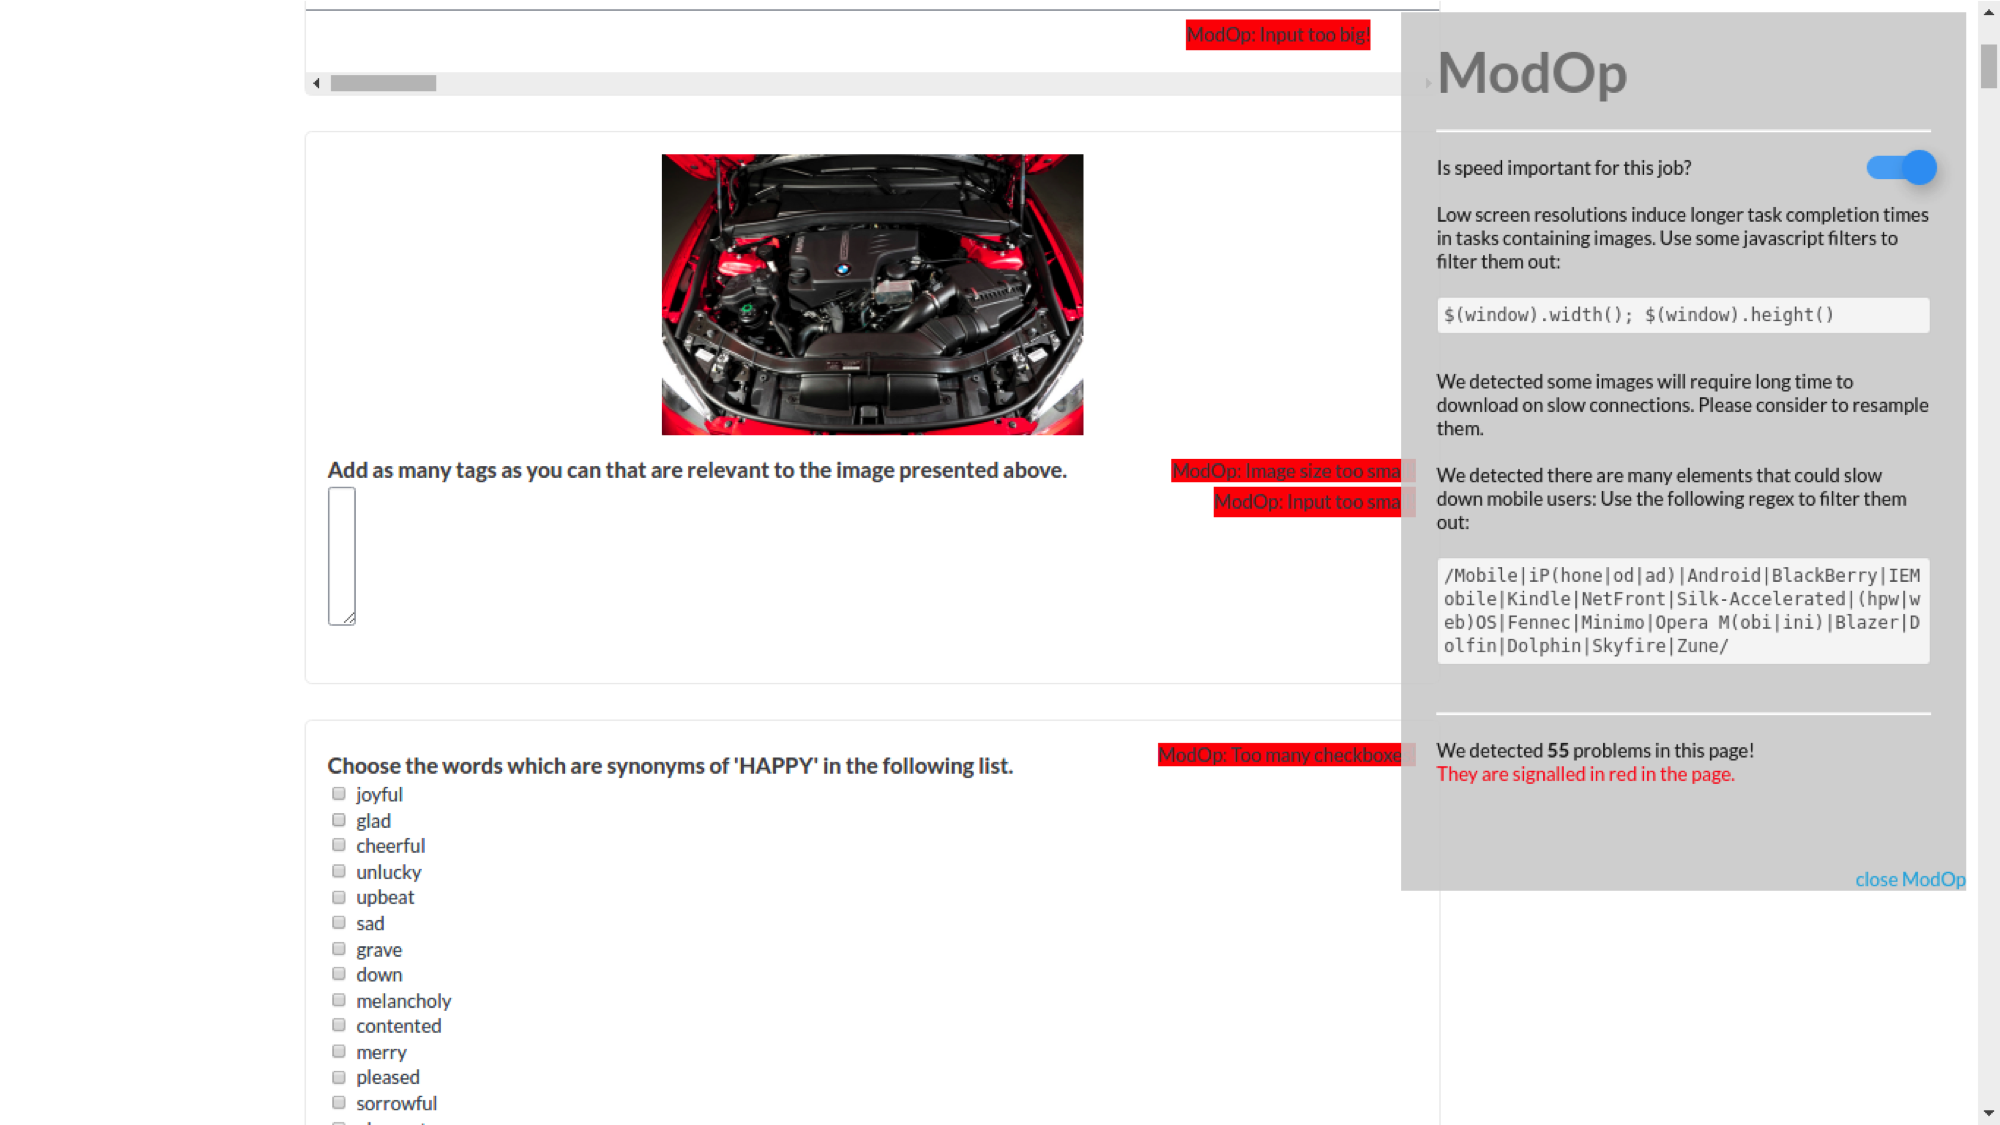 ModOp: Input too big!
Add as many tags as you can that are relevant to the image presented above.
ModOp: Image size too sma
ModOp: Input too sma
Choose the words which are synonyms of 'HAPPY' in the following list.
ModOp: Too many checkboxe
joyful
glad
cheerful
unlucky
upbeat
sad
grave
down
melancholy
contented
merry
pleased
sorrowful
ModOp
Is speed important for this job?
Low screen resolutions induce longer task completion times
in tasks containing images. Use some javascript filters to
filter them out:
$(window).width(); $(window).height()
We detected some images will require long time to
download on slow connections. Please consider to resample
them.
We detected there are many elements that could slow
down mobile users: Use the following regex to filter them
out:
/Mobile|iP(hone|od|ad)|Android|BlackBerry|IEM
obile|Kindle|NetFront|Silk-Accelerated|(hpw|w
eb)OS|Fennec|Minimo|Opera M(obi|ini)|Blazer|D
olfin|Dolphin|Skyfire|Zune/
We detected 55 problems in this page!
They are signalled in red in the page.
close ModOp